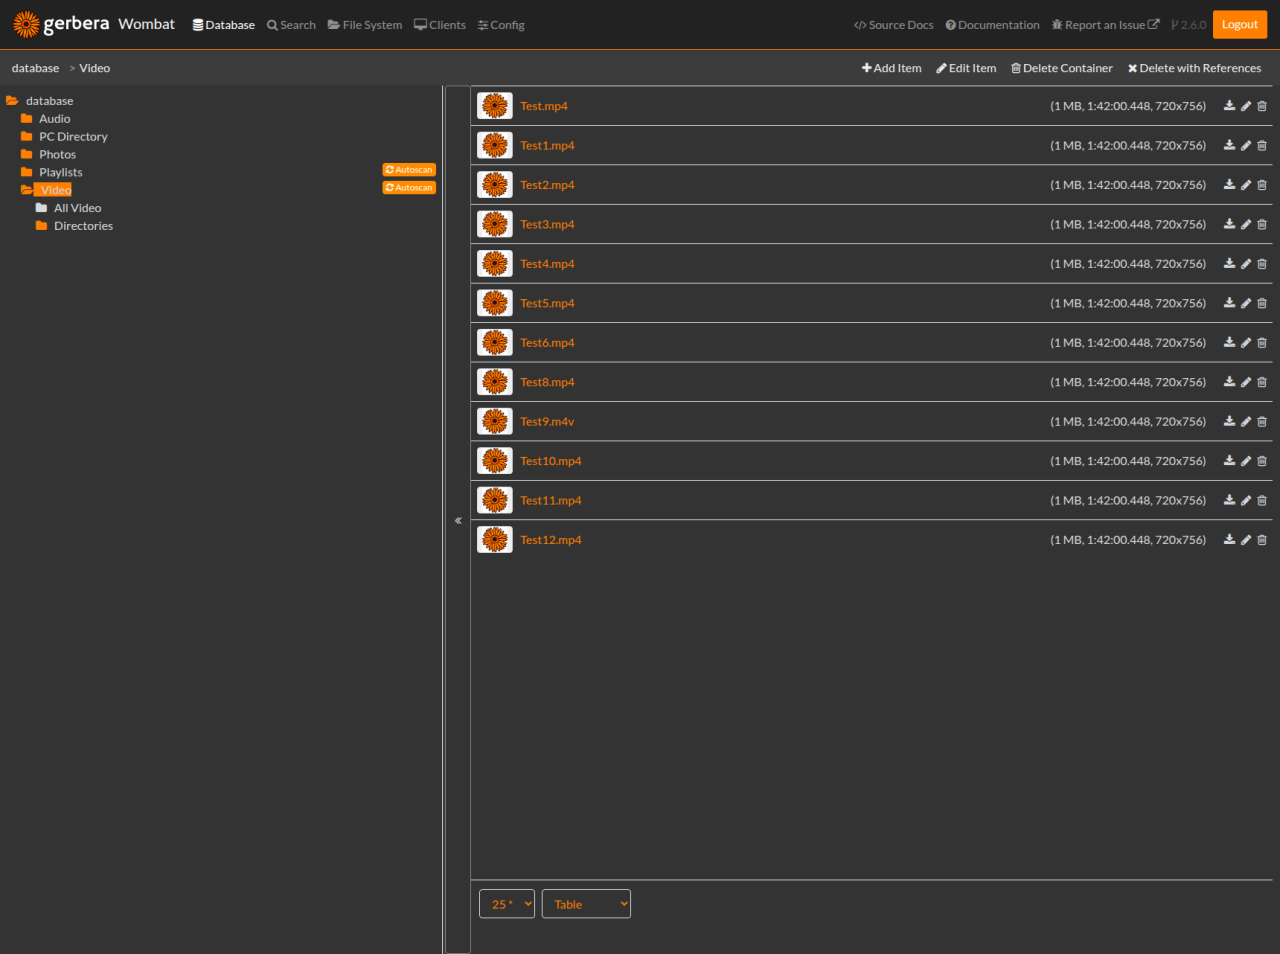 gerbera Wombat Database Search File System Clients Config </> Source Docs Documentation Report an Issue 2.6.0 Logout
database > Video + Add Item Edit Item Delete Container Delete with References
database
Audio
PC Directory
Photos
Playlists Autoscan
Video Autoscan
All Video
Directories
«
Test.mp4 (1 MB, 1:42:00.448, 720x756)
Test1.mp4 (1 MB, 1:42:00.448, 720x756)
Test2.mp4 (1 MB, 1:42:00.448, 720x756)
Test3.mp4 (1 MB, 1:42:00.448, 720x756)
Test4.mp4 (1 MB, 1:42:00.448, 720x756)
Test5.mp4 (1 MB, 1:42:00.448, 720x756)
Test6.mp4 (1 MB, 1:42:00.448, 720x756)
Test8.mp4 (1 MB, 1:42:00.448, 720x756)
Test9.m4v (1 MB, 1:42:00.448, 720x756)
Test10.mp4 (1 MB, 1:42:00.448, 720x756)
Test11.mp4 (1 MB, 1:42:00.448, 720x756)
Test12.mp4 (1 MB, 1:42:00.448, 720x756)
25 * Table